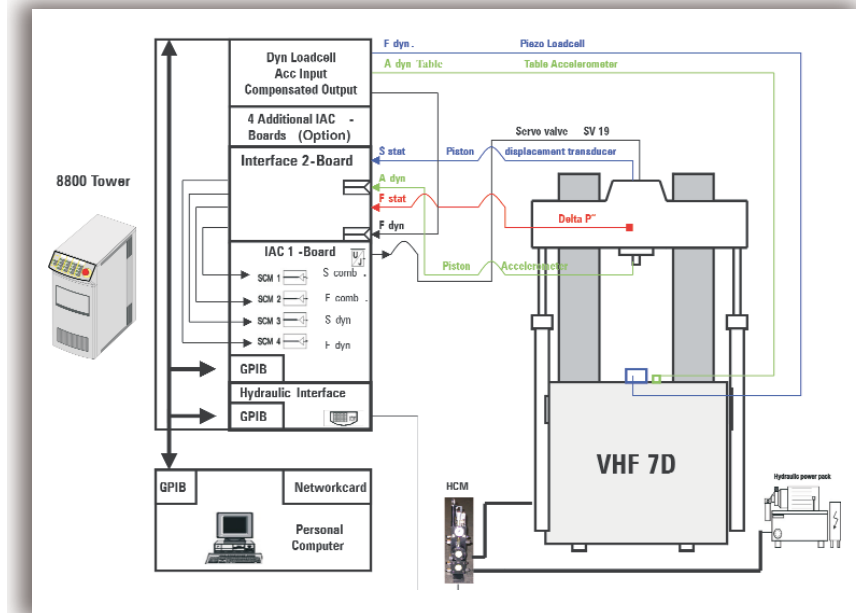 F dyn .
Piezo Loadcell
Dyn Loadcell
Acc Input
Compensated Output
A dyn Table
Table Accelerometer
4 Additional IAC -
Boards (Option)
Servo valve SV 19
Interface 2-Board
S stat
Piston displacement transducer
8800 Tower
A dyn
F stat
Delta P~
F dyn
IAC 1 -Board
U
SCM 1
S comb .
Piston Accelerometer
SCM 2
F comb .
SCM 3
S dyn
SCM 4
F dyn
GPIB
Hydraulic Interface
GPIB
VHF 7D
GPIB
Networkcard
HCM
Hydraulic power pack
Personal
Computer